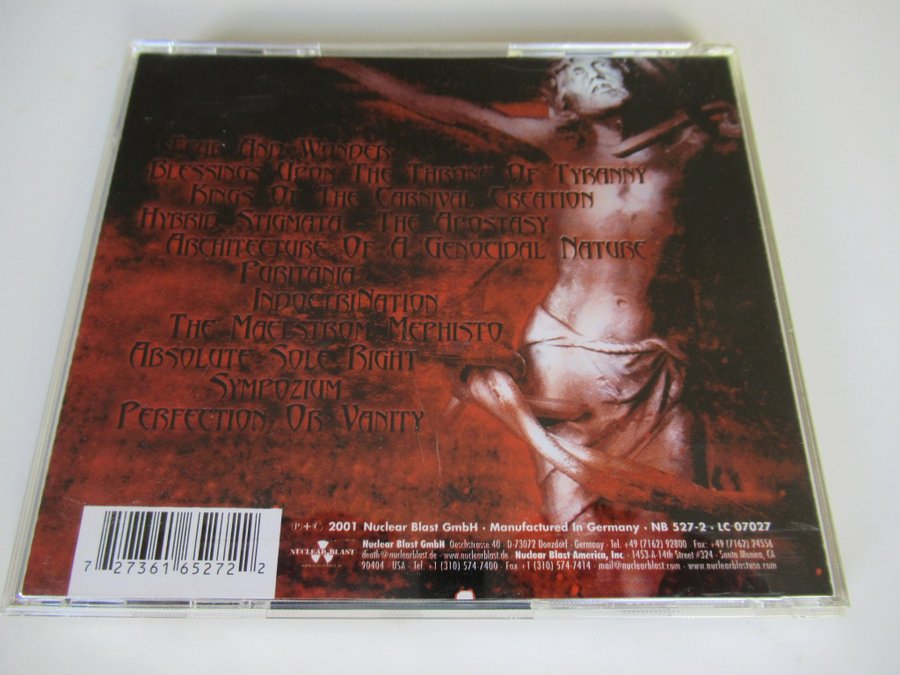 Fear And Wonder
Blessings Upon The Throne Of Tyranny
Kings Of The Carnival Creation
Hybrid Stigmata - The Apostasy
Architecture Of A Genocidal Nature
Puritania
IndoctriNation
The Maelstrom Mephisto
Absolute Sole Right
Sympozium
Perfection Or Vanity
℗+© 2001 Nuclear Blast GmbH · Manufactured In Germany · NB 527-2 · LC 07027
NUCLEAR BLAST
Nuclear Blast GmbH Oeschstrasse 40 · D-73072 Donzdorf · Germany · Tel. +49 (7162) 92800 · Fax: +49 (7162) 24556
death@nuclearblast.de · www.nuclearblast.de · Nuclear Blast America, Inc. · 1453 A 14th Street #324 · Santa Monica, CA
90404 · USA · Tel. +1 (310) 574 7400 · Fax +1 (310) 574-7414 · mail@nuclearblast.com · www.nuclearblastusa.com
7 27361 65272 2